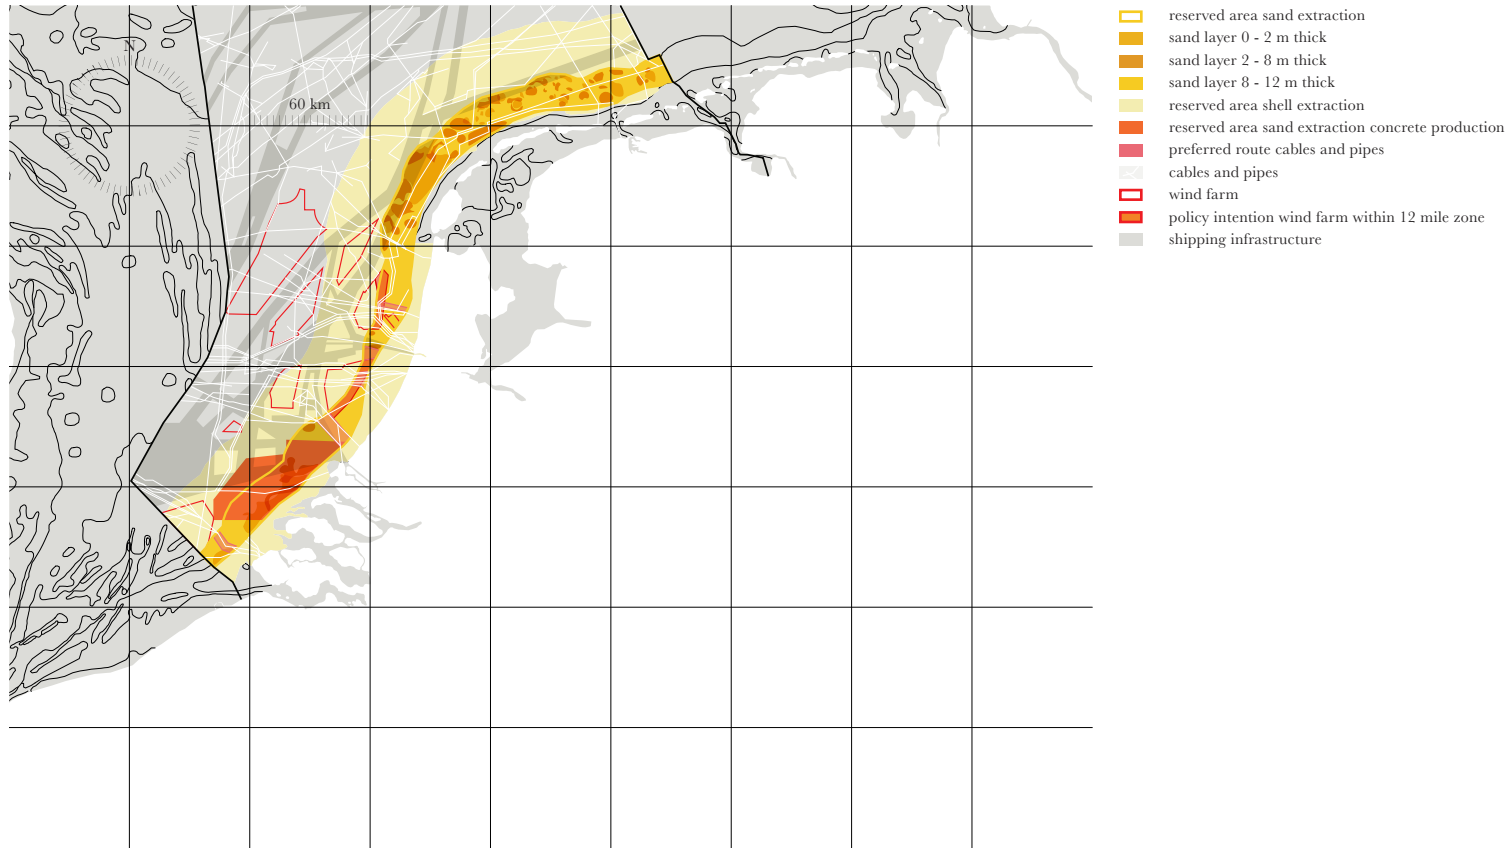 N
60 km
reserved area sand extraction
sand layer 0 - 2 m thick
sand layer 2 - 8 m thick
sand layer 8 - 12 m thick
reserved area shell extraction
reserved area sand extraction concrete production
preferred route cables and pipes
cables and pipes
wind farm
policy intention wind farm within 12 mile zone
shipping infrastructure